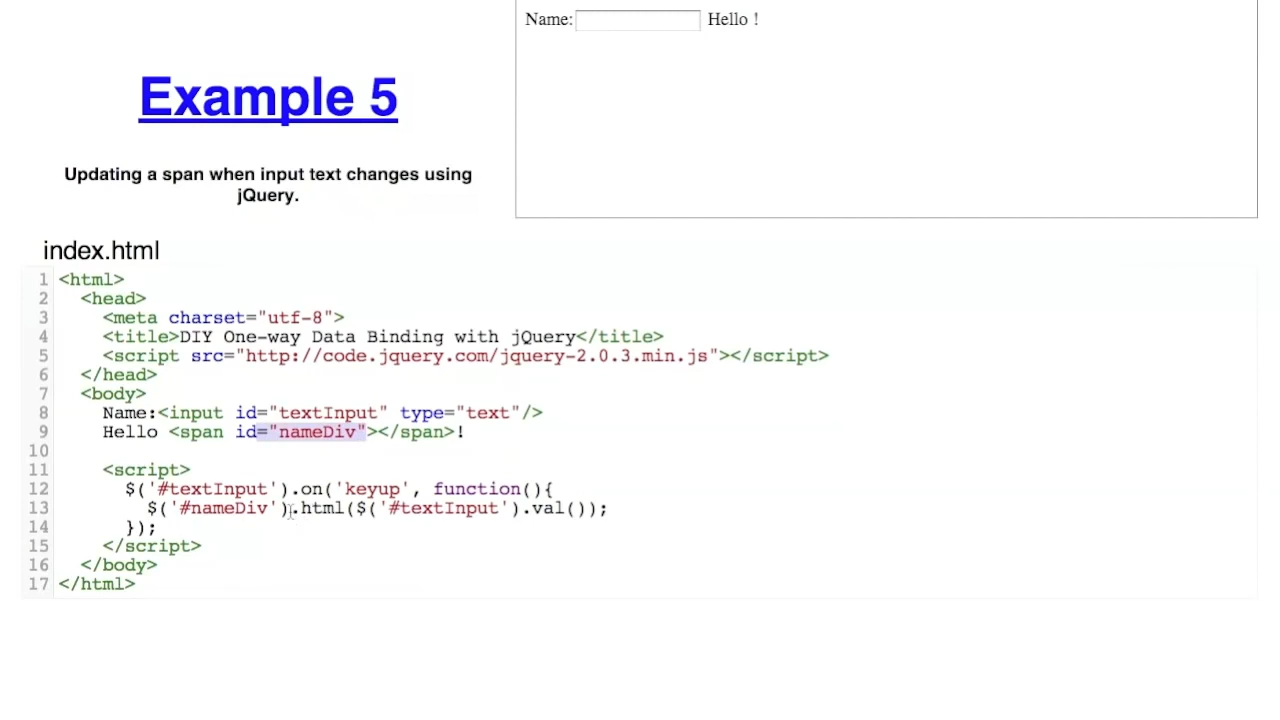 Name: Hello !
Example 5
Updating a span when input text changes using
jQuery.
index.html
1 <html>
2 <head>
3 <meta charset="utf-8">
4 <title>DIY One-way Data Binding with jQuery</title>
5 <script src="http://code.jquery.com/jquery-2.0.3.min.js"></script>
6 </head>
7 <body>
8 Name:<input id="textInput" type="text"/>
9 Hello <span id="nameDiv"></span>!
10
11 <script>
12 $('#textInput').on('keyup', function(){
13 $('#nameDiv').html($('#textInput').val());
14 });
15 </script>
16 </body>
17 </html>